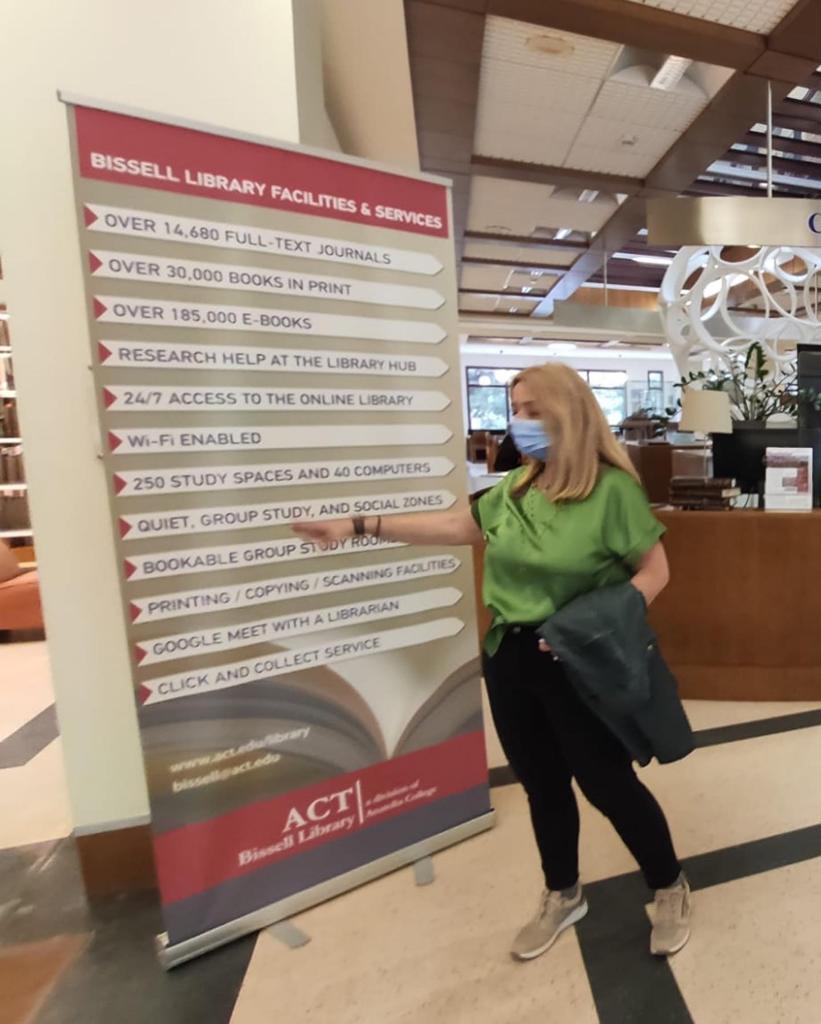 BISSELL LIBRARY FACILITIES & SERVICES
OVER 14,680 FULL-TEXT JOURNALS
OVER 30,000 BOOKS IN PRINT
OVER 185,000 E-BOOKS
RESEARCH HELP AT THE LIBRARY HUB
24/7 ACCESS TO THE ONLINE LIBRARY
Wi-Fi ENABLED
250 STUDY SPACES AND 40 COMPUTERS
QUIET, GROUP STUDY, AND SOCIAL ZONES
BOOKABLE GROUP STUDY ROOMS
PRINTING / COPYING / SCANNING FACILITIES
GOOGLE MEET WITH A LIBRARIAN
CLICK AND COLLECT SERVICE
www.act.edu/library
bissell@act.edu
ACT
Bissell Library
a division of
Anatolia College